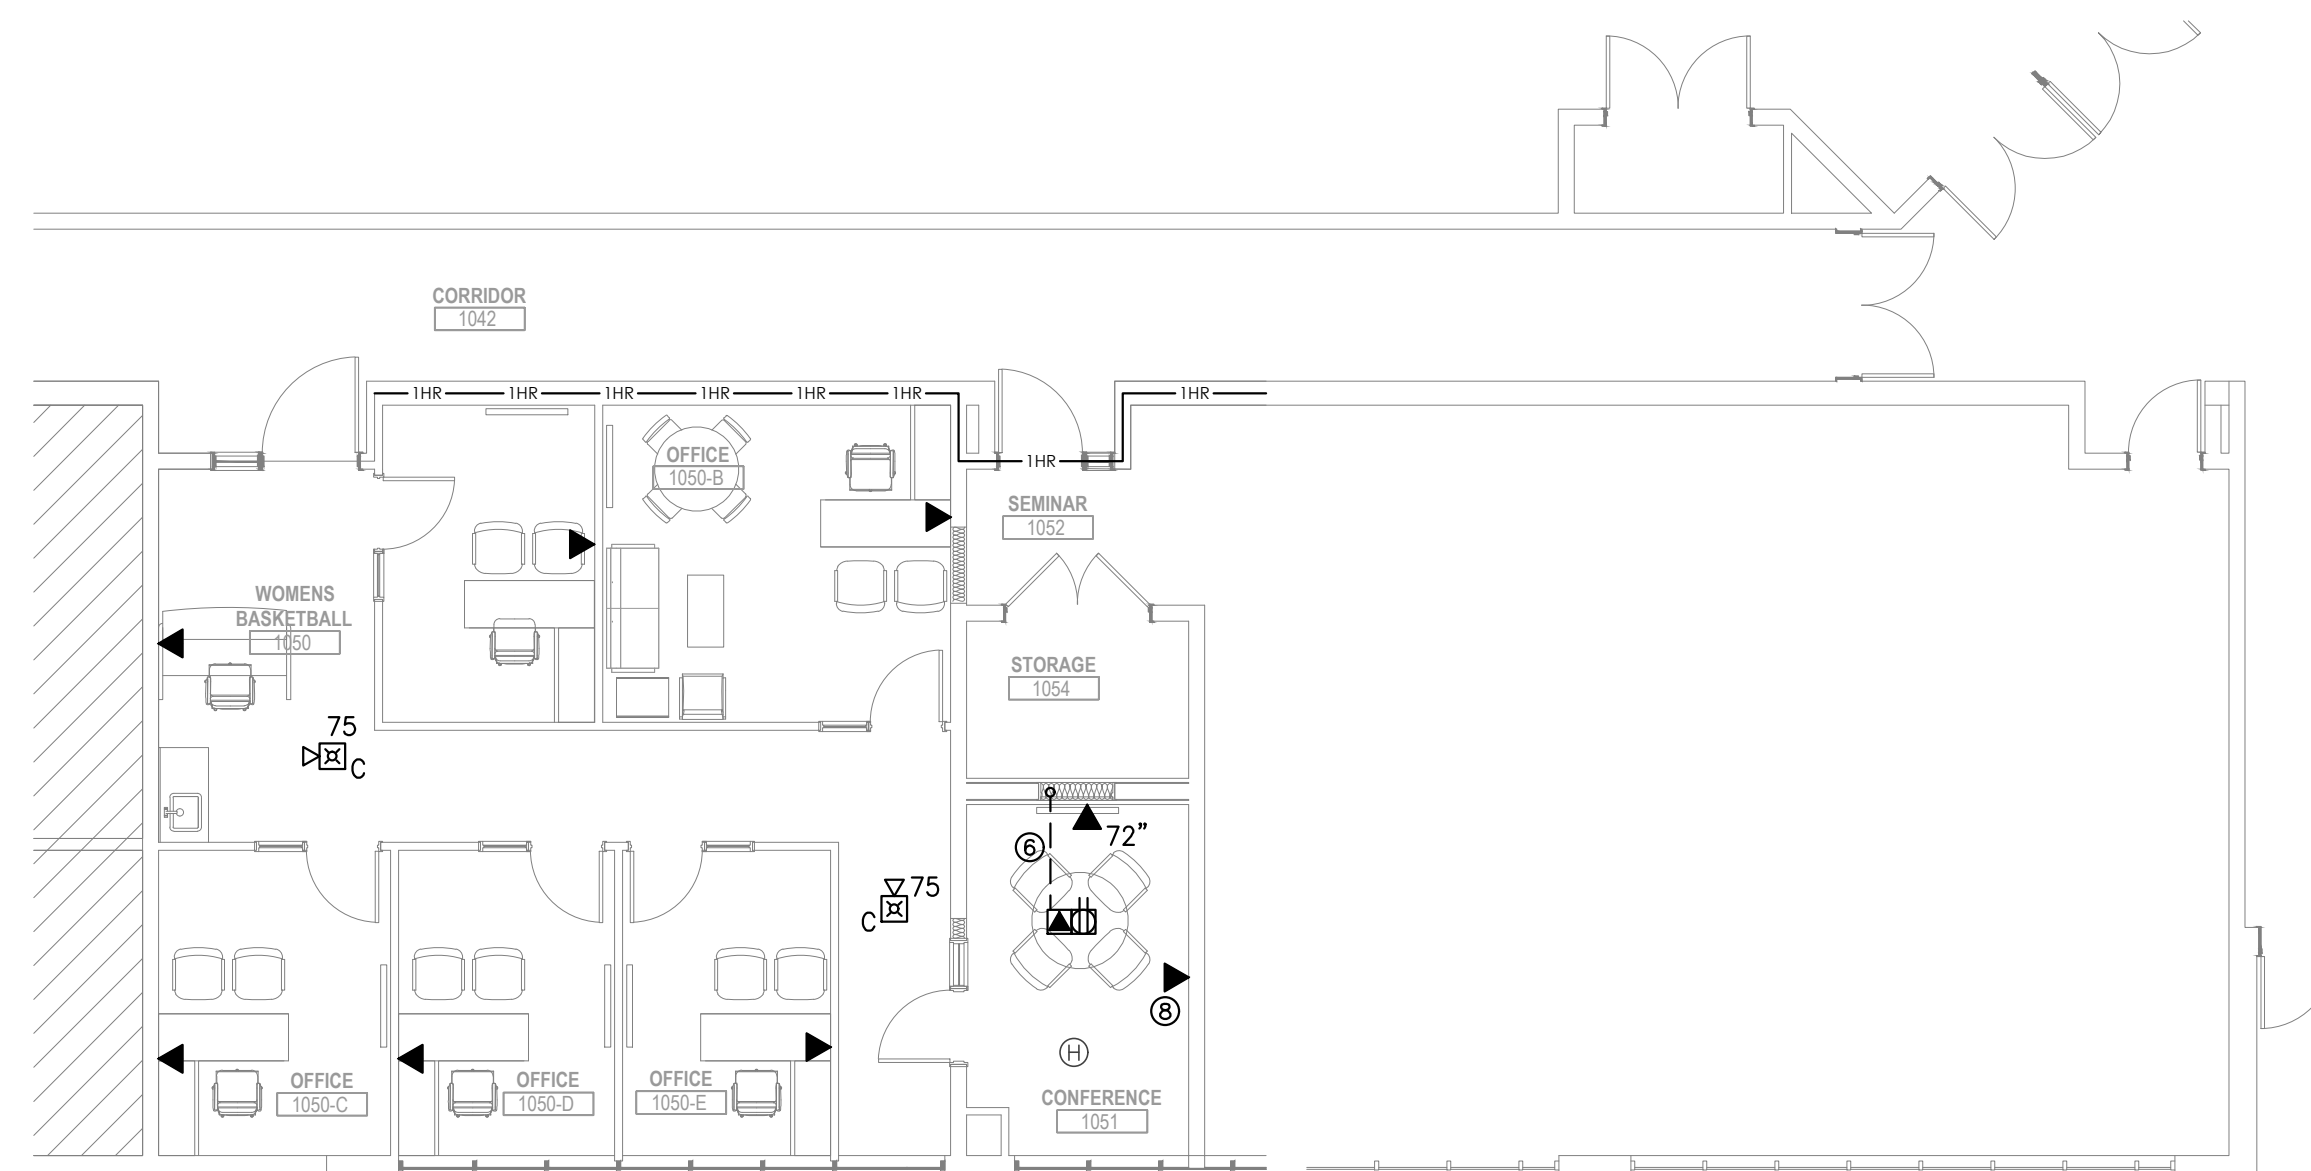 CORRIDOR
1042
1HR
1HR
1HR
1HR
1HR
1HR
1HR
1HR
OFFICE
1050-B
SEMINAR
1052
WOMENS
BASKETBALL
1050
STORAGE
1054
75
C
72”
6
75
C
8
H
OFFICE
1050-C
OFFICE
1050-D
OFFICE
1050-E
CONFERENCE
1051